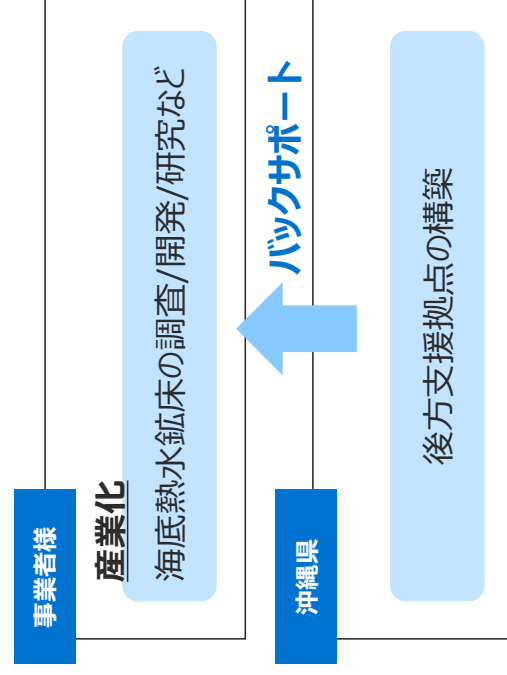 事業者様
産業化
海底熱水鉱床の調査/開発/研究など
バックサポート
沖縄県
後方支援拠点の構築